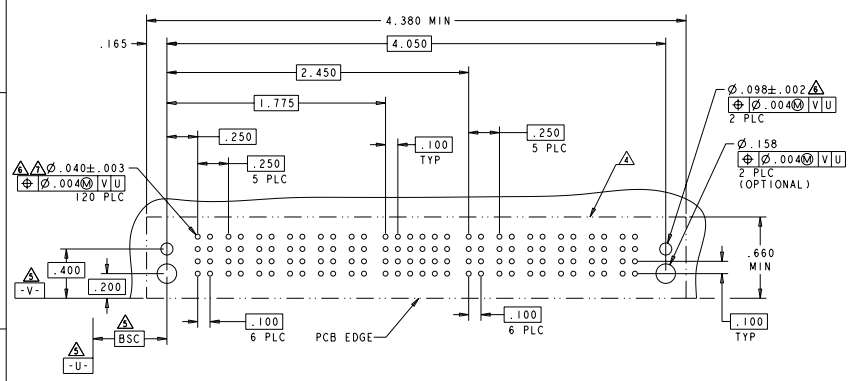 4.380 MIN
.165
4.050
2.450
Ø.098±.002 6
⌖ Ø.004Ⓜ V U
2 PLC
1.775
.250
.100
TYP
.250
5 PLC
Ø.158
⌖ Ø.004Ⓜ V U
2 PLC
(OPTIONAL)
.250
5 PLC
4
6 7 Ø.040±.003
⌖ Ø.004Ⓜ V U
120 PLC
.660
MIN
.400
5
-V-
.200
5
BSC
.100
6 PLC
PCB EDGE
.100
6 PLC
.100
TYP
5
-U-